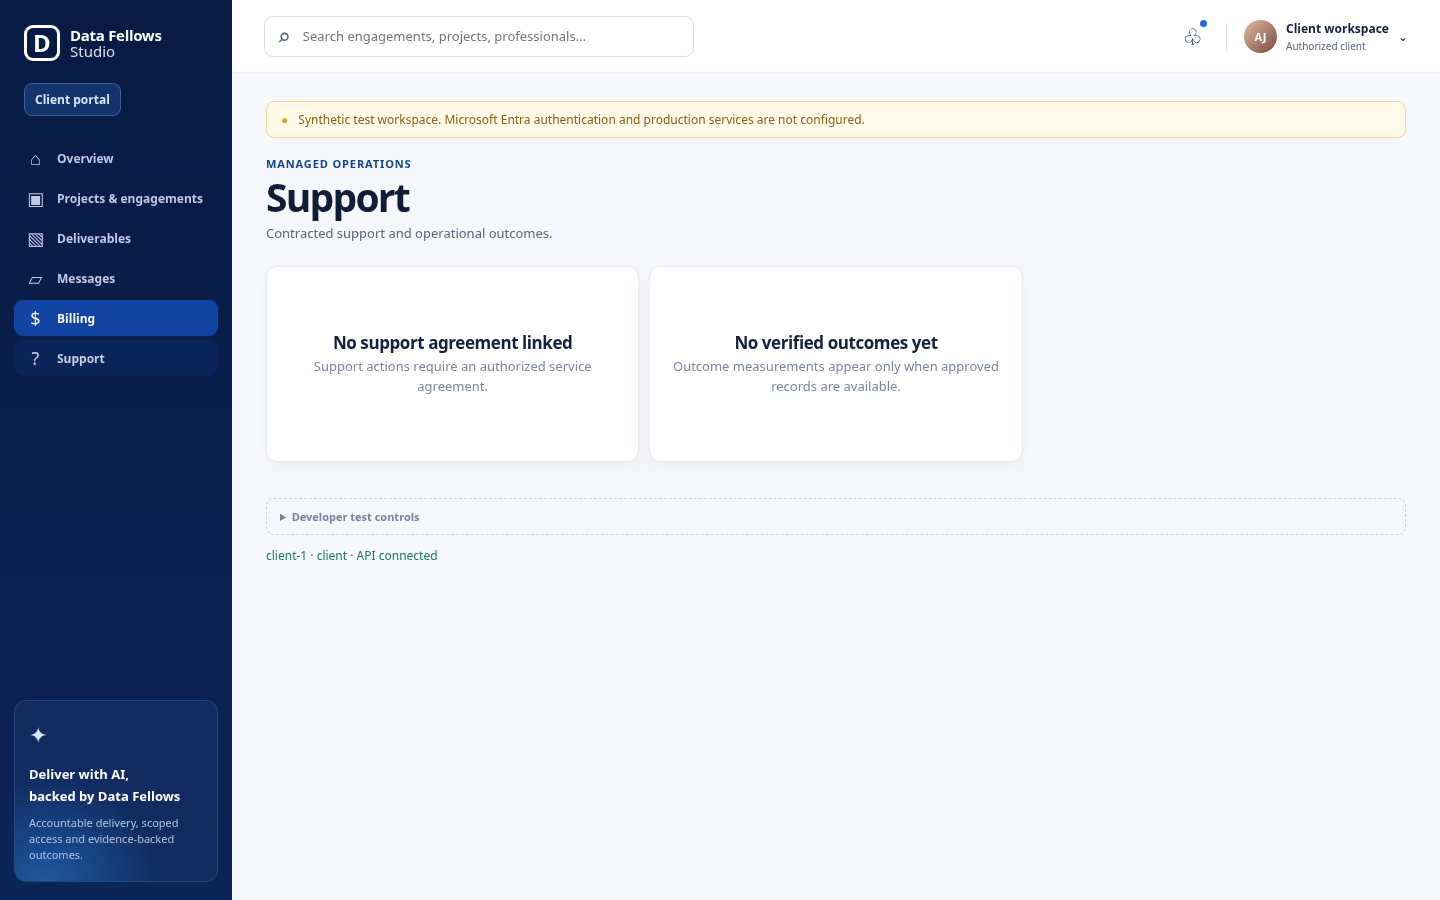 D
Data Fellows
Studio
Client portal
Overview
Projects & engagements
Deliverables
Messages
$ Billing
? Support
Deliver with AI,
backed by Data Fellows
Accountable delivery, scoped
access and evidence-backed
outcomes.
Search engagements, projects, professionals...
AJ
Client workspace
Authorized client
Synthetic test workspace. Microsoft Entra authentication and production services are not configured.
MANAGED OPERATIONS
Support
Contracted support and operational outcomes.
No support agreement linked
Support actions require an authorized service
agreement.
No verified outcomes yet
Outcome measurements appear only when approved
records are available.
Developer test controls
client-1 · client · API connected